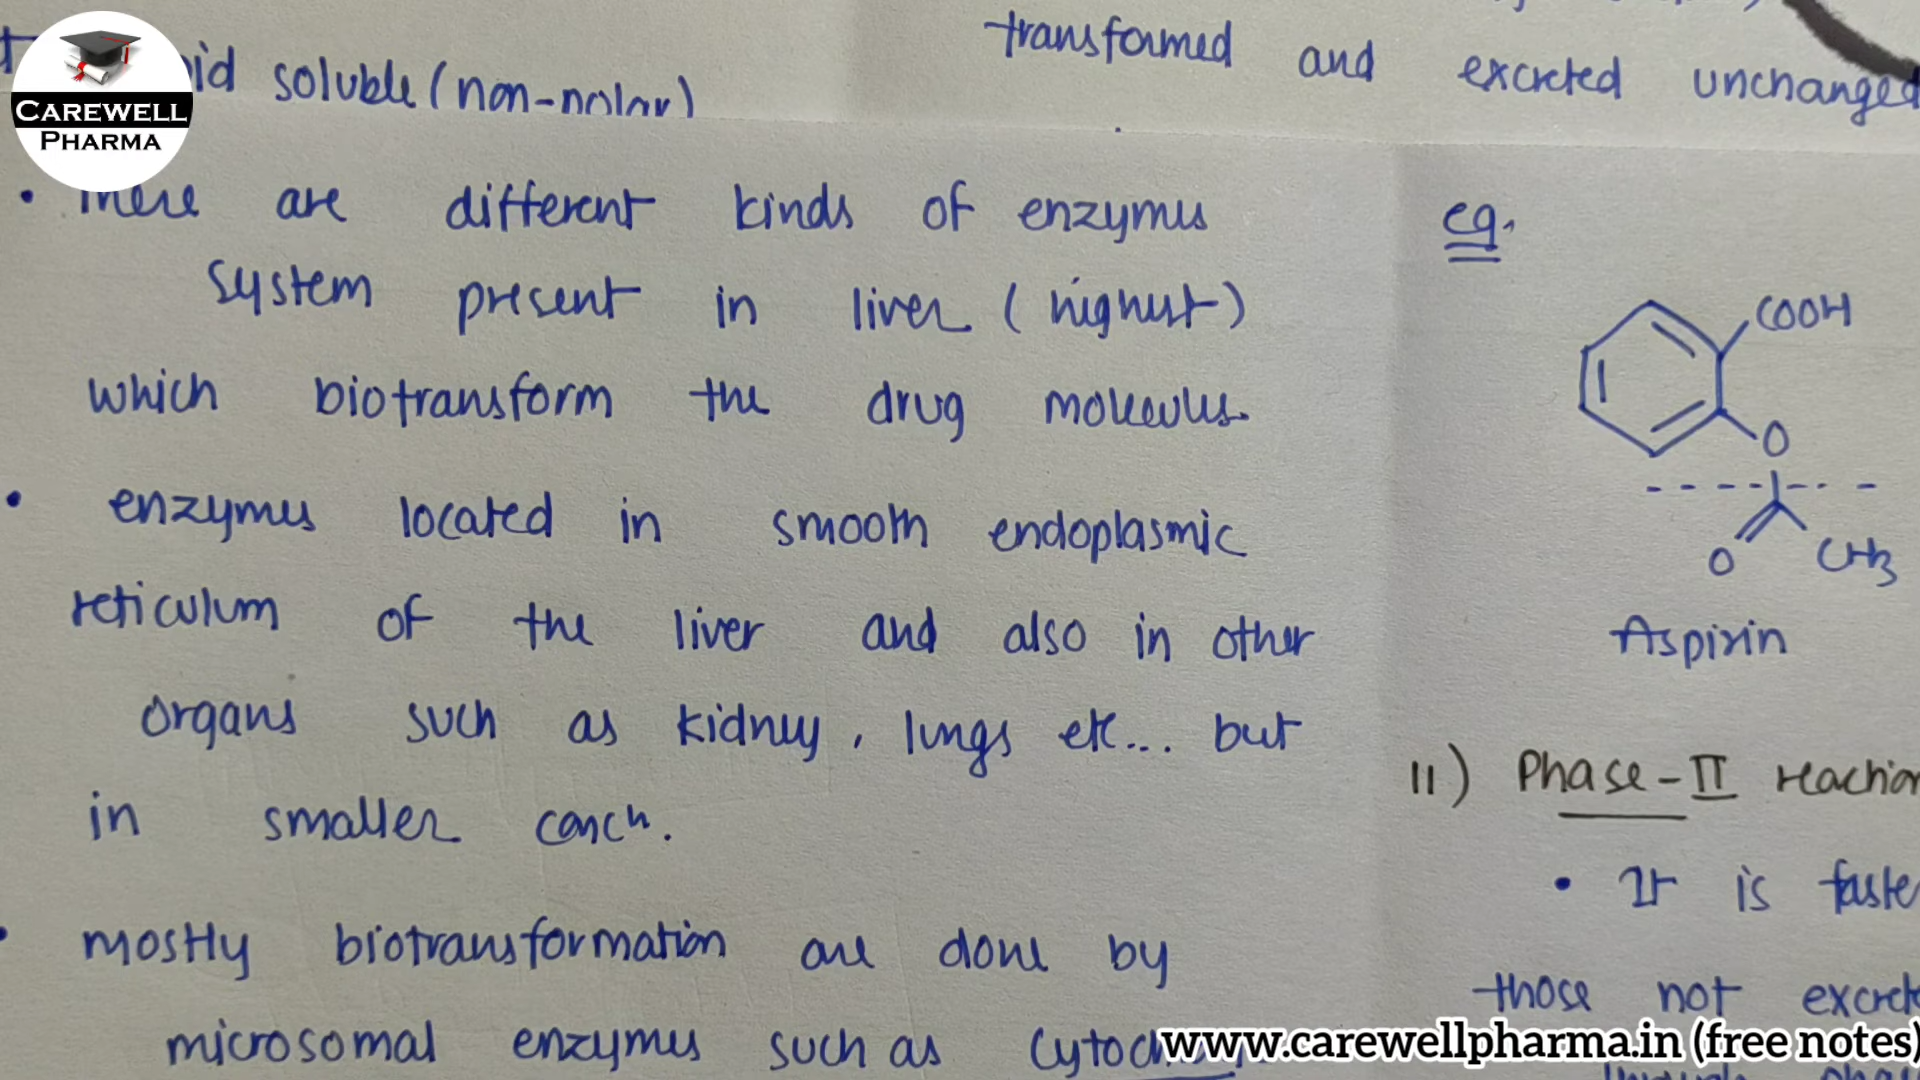 CAREWELL
PHARMA
soluble (non-polar)
There are different kinds of enzymes
system present in liver (highest)
which biotransform the drug molecules.
• enzymes located in smooth endoplasmic
reticulum of the liver and also in other
organs such as kidney, lungs etc... but
in smaller concn.
• mostly biotransformation are done by
microsomal enzymes such as
transformed and excreted unchanged
eg.
COOH
O
O CH3
Aspirin
II) Phase-II reaction
• It is faster
those not
www.carewellpharma.in (free notes)